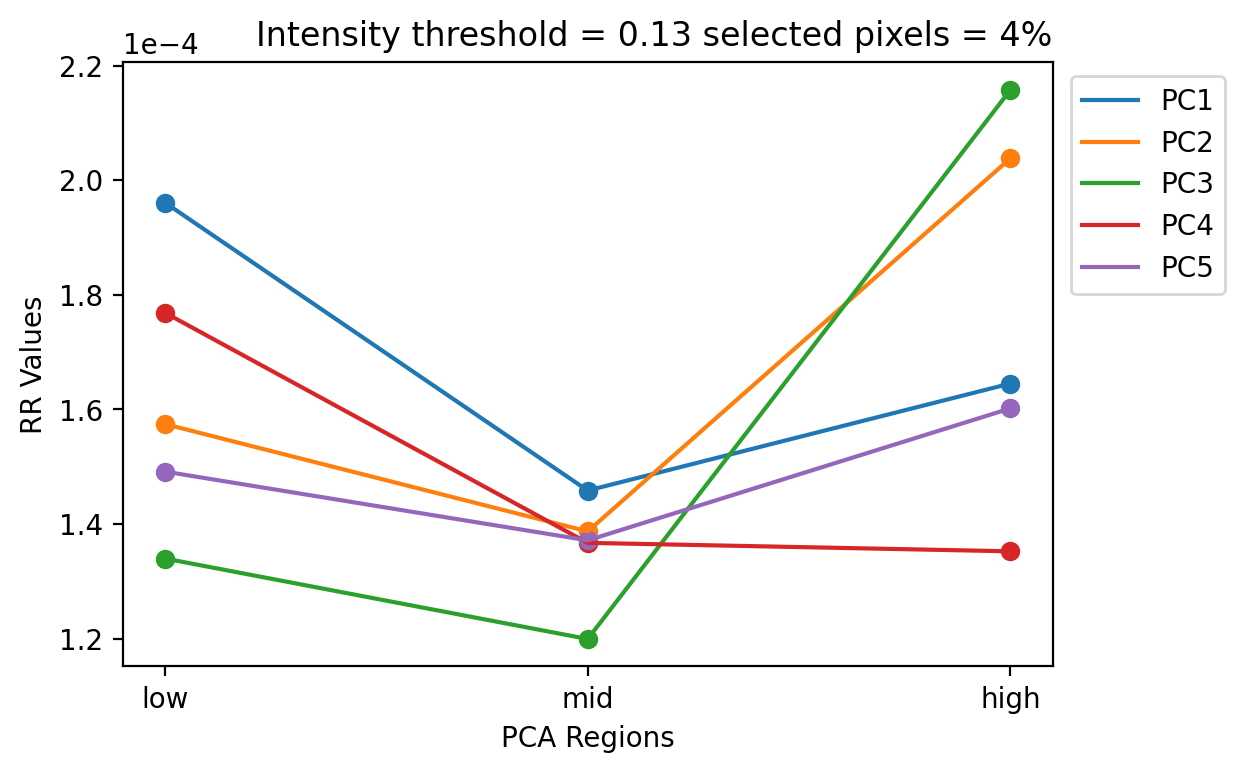 Intensity threshold = 0.13 selected pixels = 4%
1e−4
2.2
2.0
1.8
1.6
1.4
1.2
RR Values
low
mid
high
PCA Regions
PC1
PC2
PC3
PC4
PC5